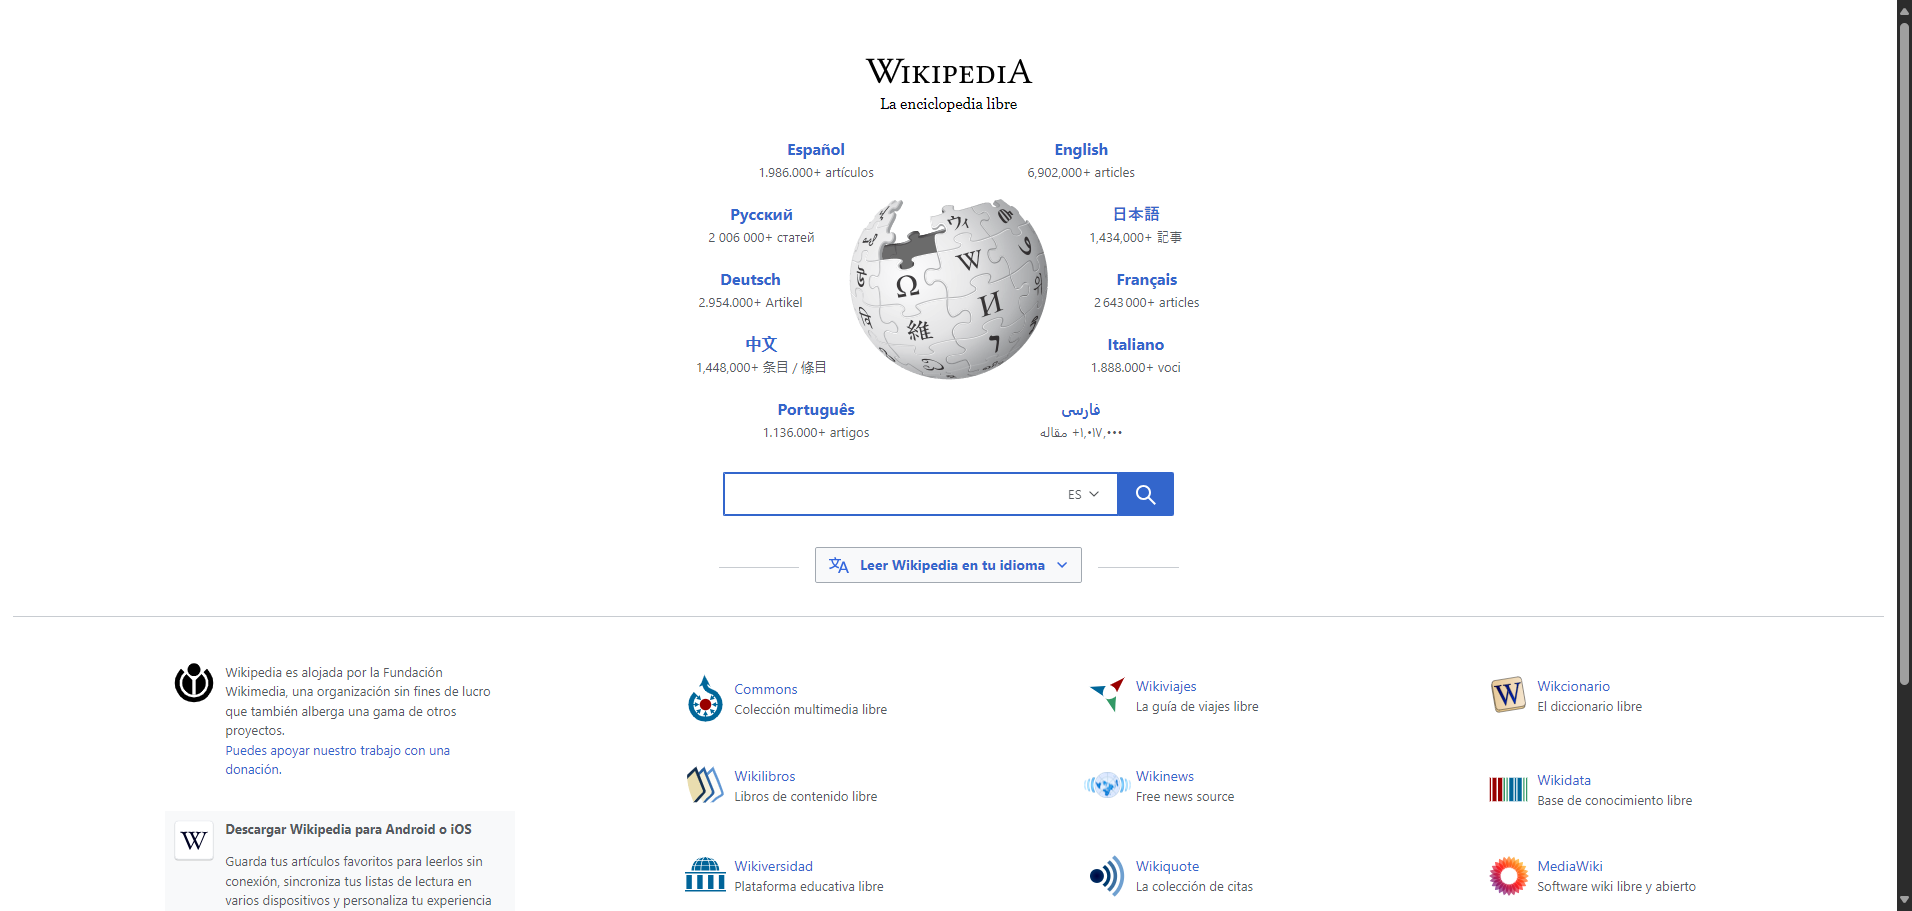 WIKIPEDIA
La enciclopedia libre
Español
1.986.000+ artículos
English
6,902,000+ articles
Русский
2 006 000+ статей
日本語
1,434,000+ 記事
Deutsch
2.954.000+ Artikel
Français
2 643 000+ articles
中文
1,448,000+ 条目 / 條目
Italiano
1.888.000+ voci
Português
1.136.000+ artigos
فارسی
۱٬۰۱۷٬۰۰۰+ مقاله
Ω W И 維 ウィ 7
ES
Leer Wikipedia en tu idioma
Wikipedia es alojada por la Fundación
Wikimedia, una organización sin fines de lucro
que también alberga una gama de otros
proyectos.
Puedes apoyar nuestro trabajo con una
donación.
W
Descargar Wikipedia para Android o iOS
Guarda tus artículos favoritos para leerlos sin
conexión, sincroniza tus listas de lectura en
varios dispositivos y personaliza tu experiencia
Commons
Colección multimedia libre
Wikiviajes
La guía de viajes libre
W
Wikcionario
El diccionario libre
Wikilibros
Libros de contenido libre
Wikinews
Free news source
Wikidata
Base de conocimiento libre
Wikiversidad
Plataforma educativa libre
Wikiquote
La colección de citas
MediaWiki
Software wiki libre y abierto